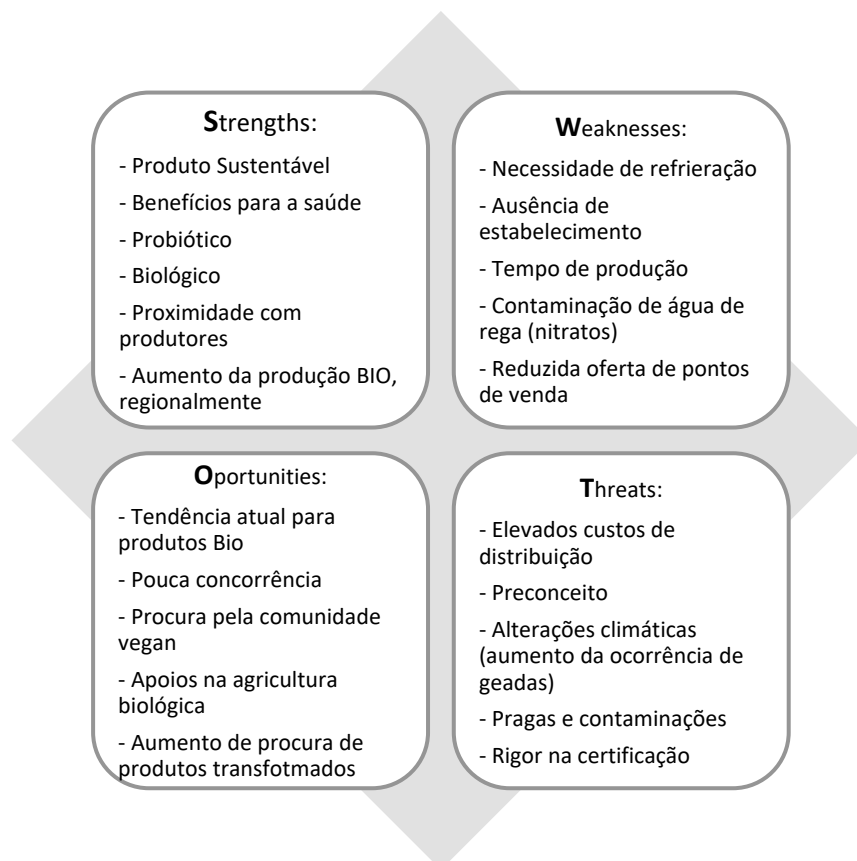 Strengths:
- Produto Sustentável
- Benefícios para a saúde
- Probiótico
- Biológico
- Proximidade com
produtores
- Aumento da produção BIO,
regionalmente
Weaknesses:
- Necessidade de refrieração
- Ausência de
estabelecimento
- Tempo de produção
- Contaminação de água de
rega (nitratos)
- Reduzida oferta de pontos
de venda
Oportunities:
- Tendência atual para
produtos Bio
- Pouca concorrência
- Procura pela comunidade
vegan
- Apoios na agricultura
biológica
- Aumento de procura de
produtos transfotmados
Threats:
- Elevados custos de
distribuição
- Preconceito
- Alterações climáticas
(aumento da ocorrência de
geadas)
- Pragas e contaminações
- Rigor na certificação